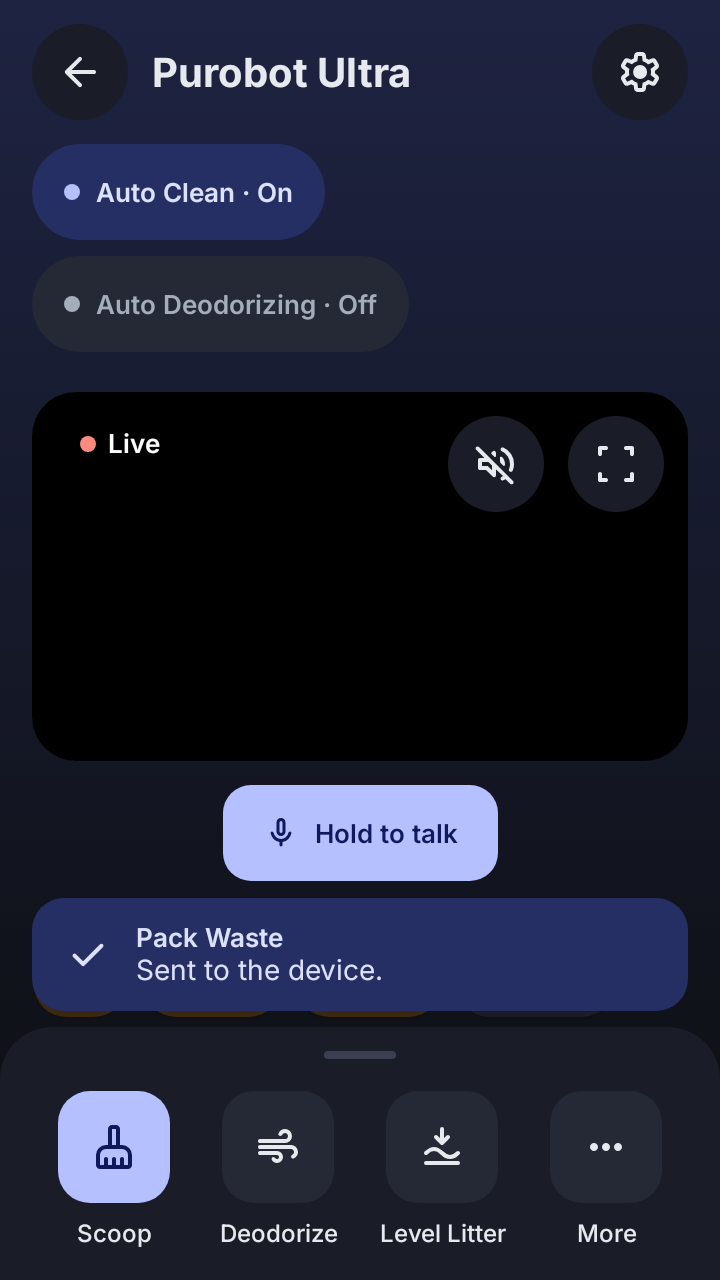 Purobot Ultra
Auto Clean · On
Auto Deodorizing · Off
Live
Hold to talk
Pack Waste
Sent to the device.
Scoop
Deodorize
Level Litter
More